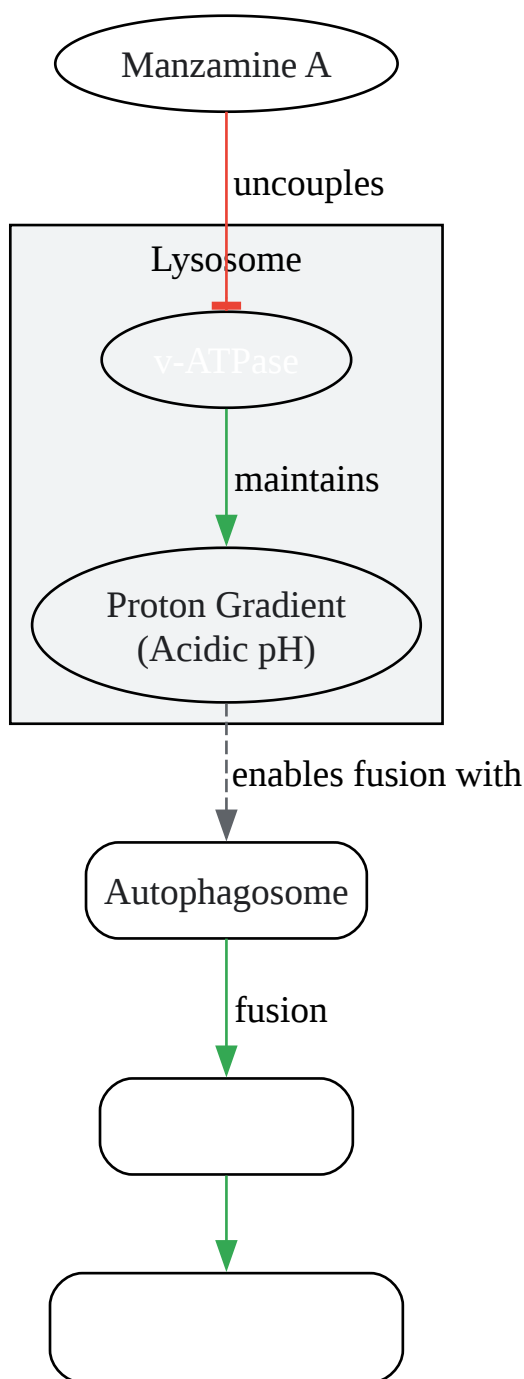 Manzamine A
uncouples
Lysosome
v-ATPase
maintains
Proton Gradient
(Acidic pH)
enables fusion with
Autophagosome
fusion